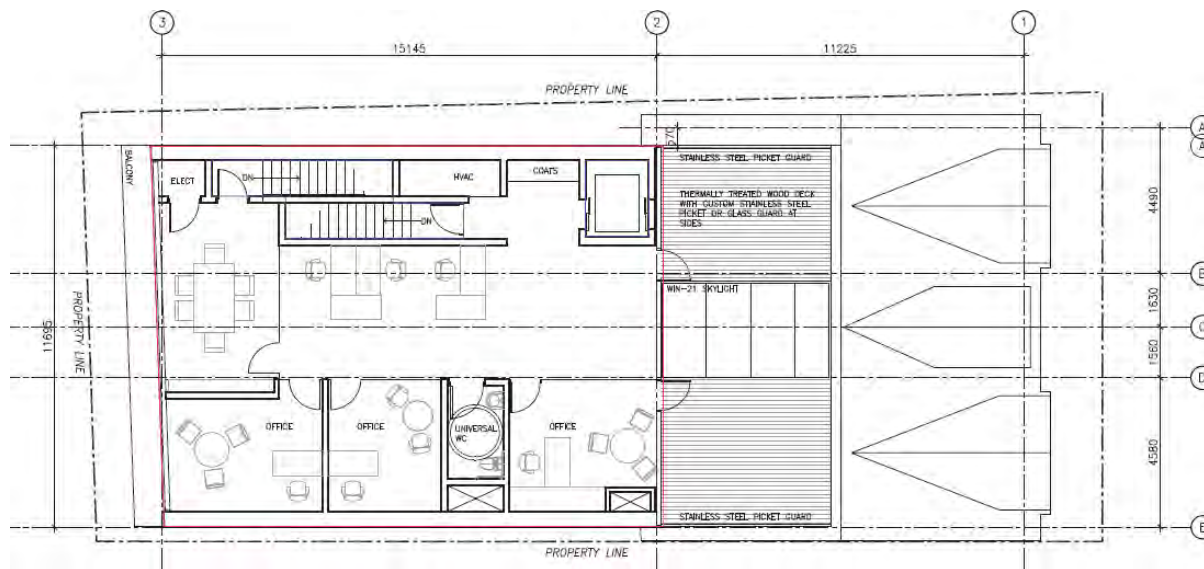 3
2
1
15145
11225
PROPERTY LINE
A
A
570
BALCONY
ELECT
DN
HVAC
COATS
STAINLESS STEEL PICKET GUARD
THERMALLY TREATED WOOD DECK
WITH CUSTOM STAINLESS STEEL
PICKET OR GLASS GUARD AT
SIDES
4490
DN
B
PROPERTY LINE
WIN-21 SKYLIGHT
1630
11695
C
1560
D
OFFICE
OFFICE
UNIVERSAL
WC
OFFICE
4580
STAINLESS STEEL PICKET GUARD
E
PROPERTY LINE